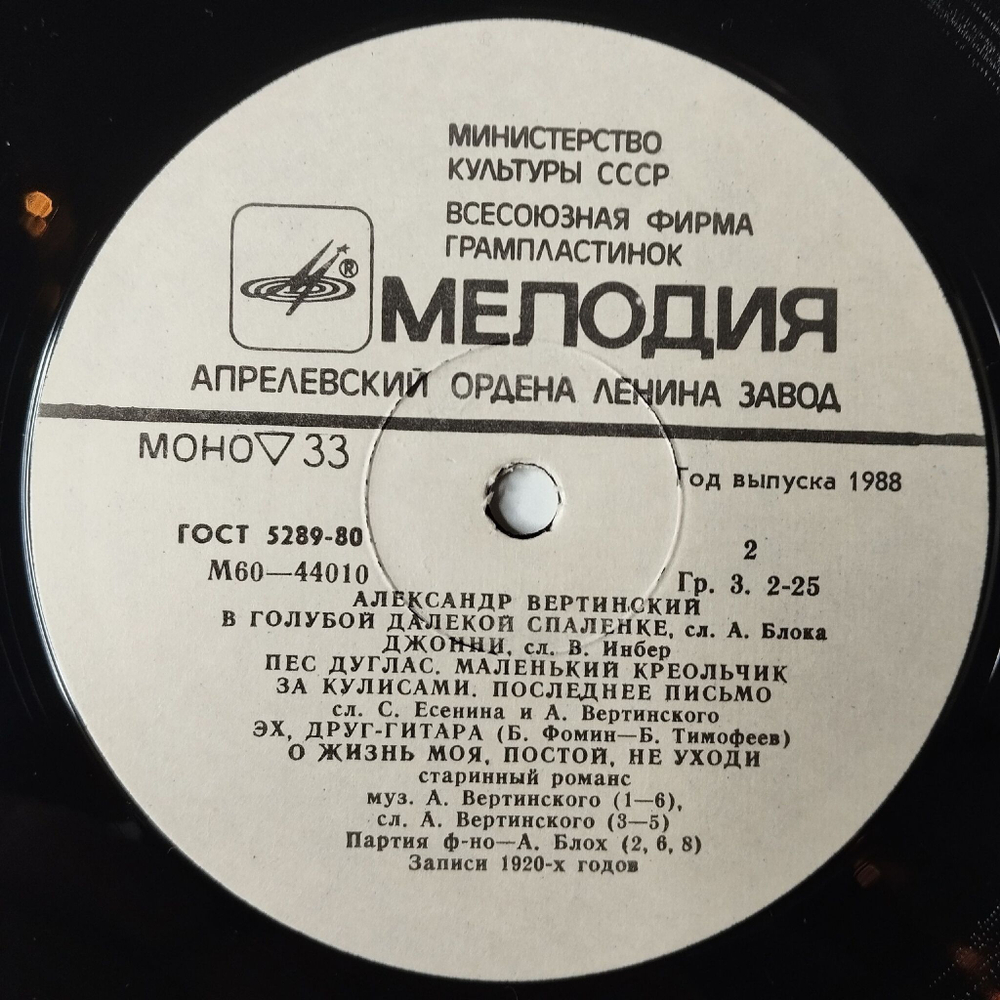 МИНИСТЕРСТВО
КУЛЬТУРЫ СССР
ВСЕСОЮЗНАЯ ФИРМА
ГРАМПЛАСТИНОК
®
МЕЛОДИЯ
АПРЕЛЕВСКИЙ ОРДЕНА ЛЕНИНА ЗАВОД
МОНО ▽ 33
Год выпуска 1988
ГОСТ 5289-80
2
М60—44010
Гр. 3. 2-25
АЛЕКСАНДР ВЕРТИНСКИЙ
В ГОЛУБОЙ ДАЛЕКОЙ СПАЛЕНКЕ, сл. А. Блока
ДЖОННИ, сл. В. Инбер
ПЕС ДУГЛАС. МАЛЕНЬКИЙ КРЕОЛЬЧИК
ЗА КУЛИСАМИ. ПОСЛЕДНЕЕ ПИСЬМО
сл. С. Есенина и А. Вертинского
ЭХ, ДРУГ-ГИТАРА (Б. Фомин—Б. Тимофеев)
О ЖИЗНЬ МОЯ, ПОСТОЙ, НЕ УХОДИ
старинный романс
муз. А. Вертинского (1—6),
сл. А. Вертинского (3—5)
Партия ф-но—А. Блох (2, 6, 8)
Записи 1920-х годов